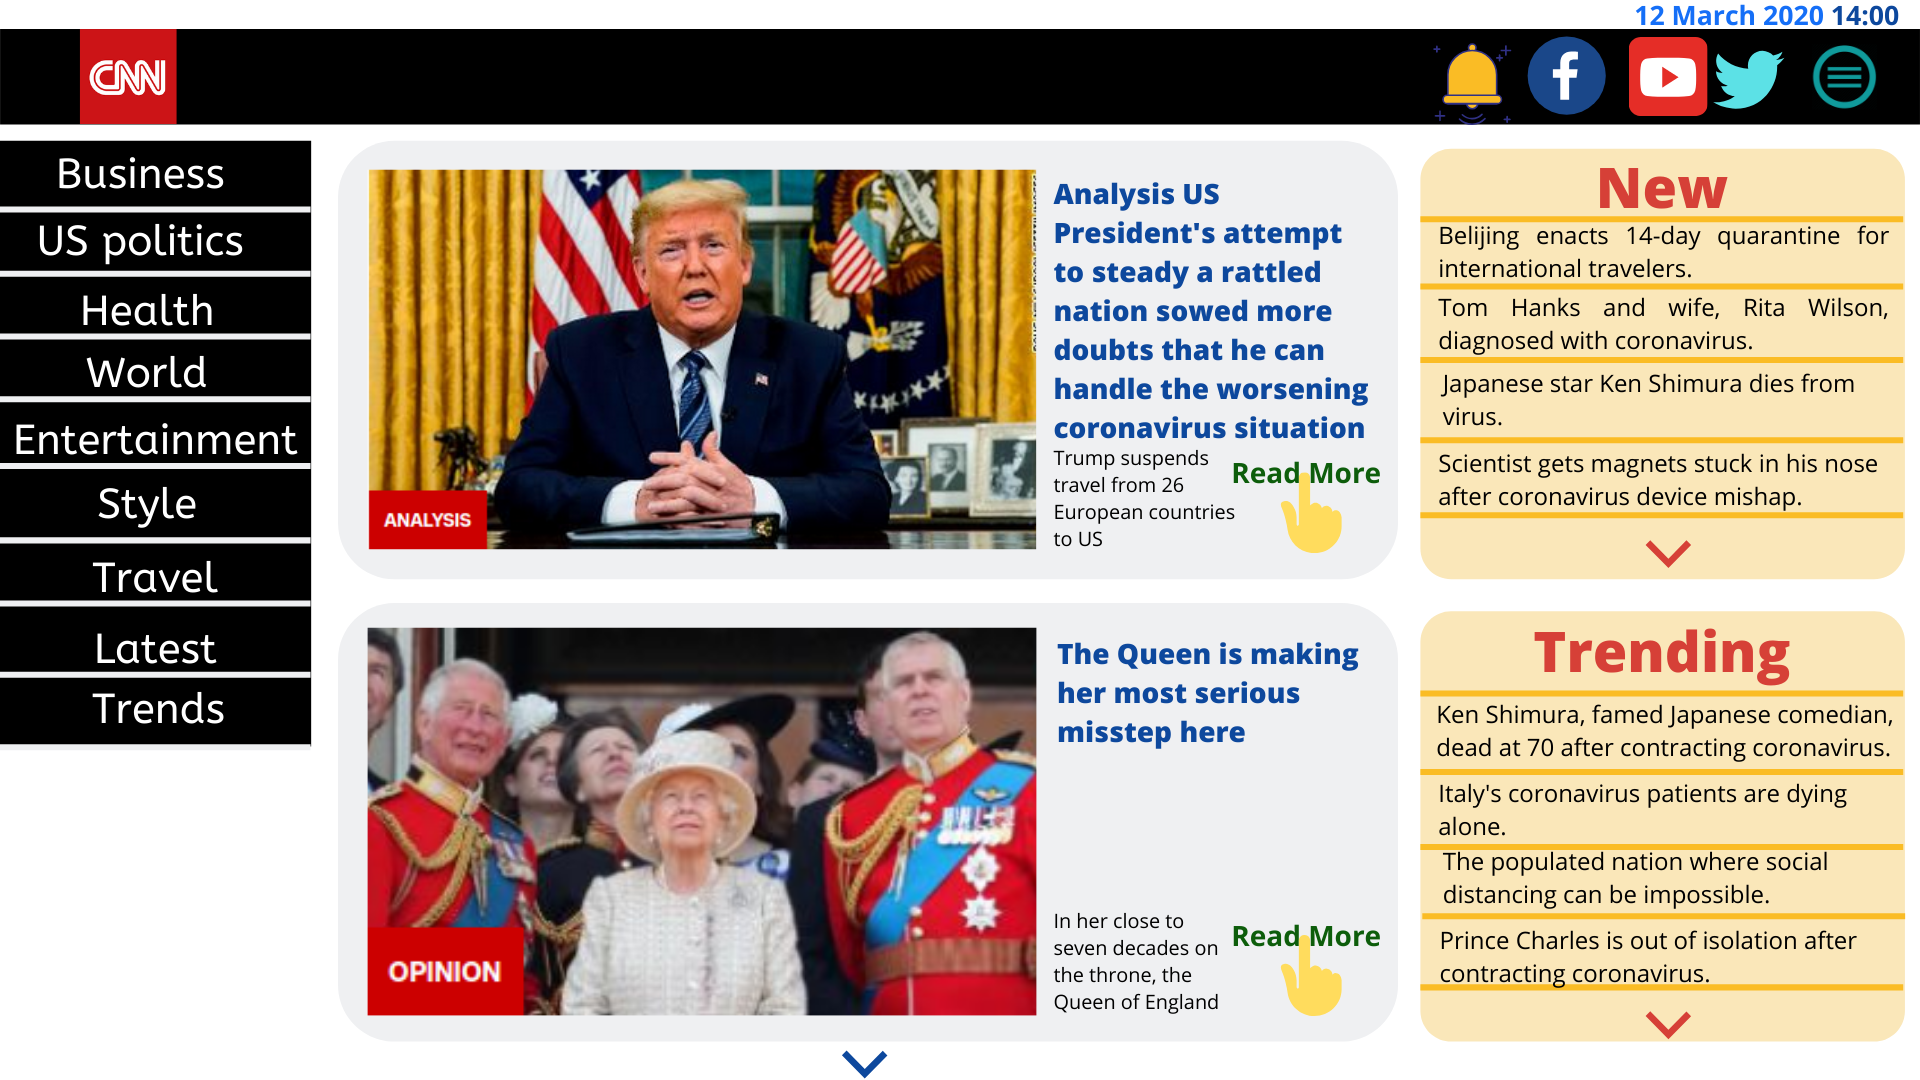 12 March 2020 14:00
CNN
Business
US politics
Health
World
Entertainment
Style
Travel
Latest
Trends
ANALYSIS
Analysis US
President's attempt
to steady a rattled
nation sowed more
doubts that he can
handle the worsening
coronavirus situation
Trump suspends
travel from 26
European countries
to US
Read More
OPINION
The Queen is making
her most serious
misstep here
In her close to
seven decades on
the throne, the
Queen of England
Read More
New
Belijing enacts 14-day quarantine for
international travelers.
Tom Hanks and wife, Rita Wilson,
diagnosed with coronavirus.
Japanese star Ken Shimura dies from
virus.
Scientist gets magnets stuck in his nose
after coronavirus device mishap.
Trending
Ken Shimura, famed Japanese comedian,
dead at 70 after contracting coronavirus.
Italy's coronavirus patients are dying
alone.
The populated nation where social
distancing can be impossible.
Prince Charles is out of isolation after
contracting coronavirus.